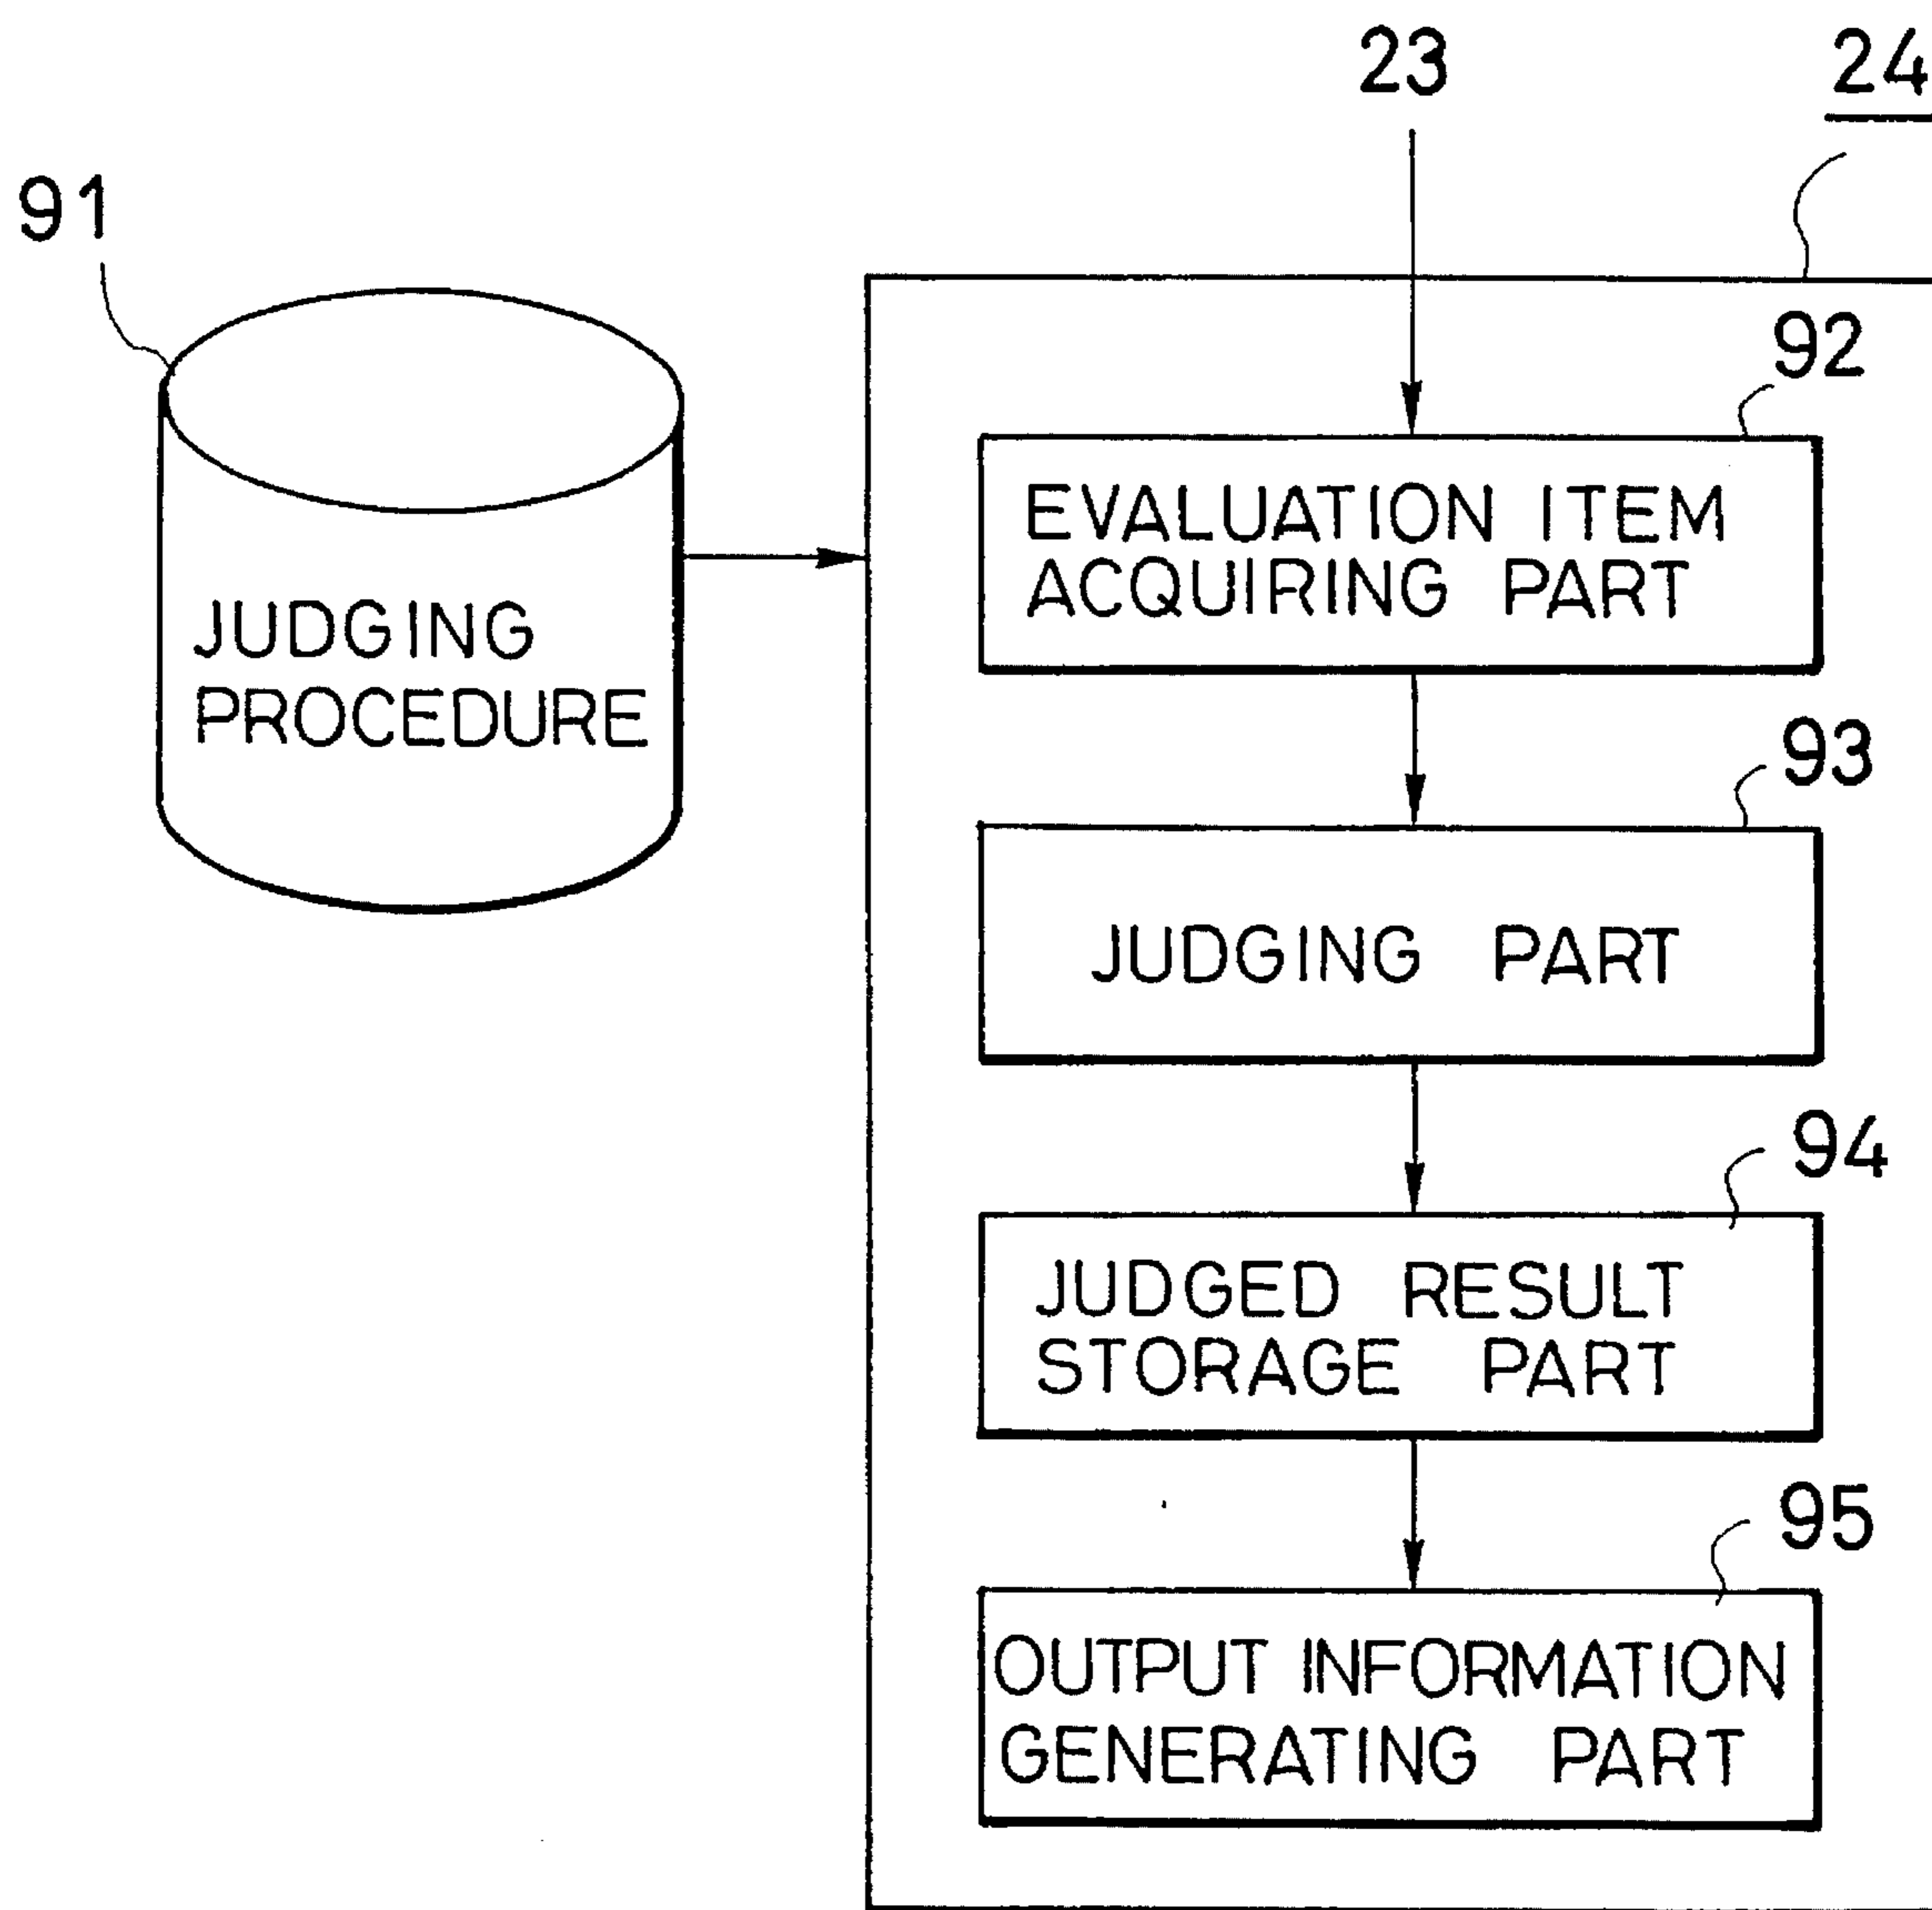 23
24
91
92
EVALUATION ITEM
ACQUIRING PART
JUDGING
PROCEDURE
93
JUDGING PART
94
JUDGED RESULT
STORAGE PART
95
OUTPUT INFORMATION
GENERATING PART